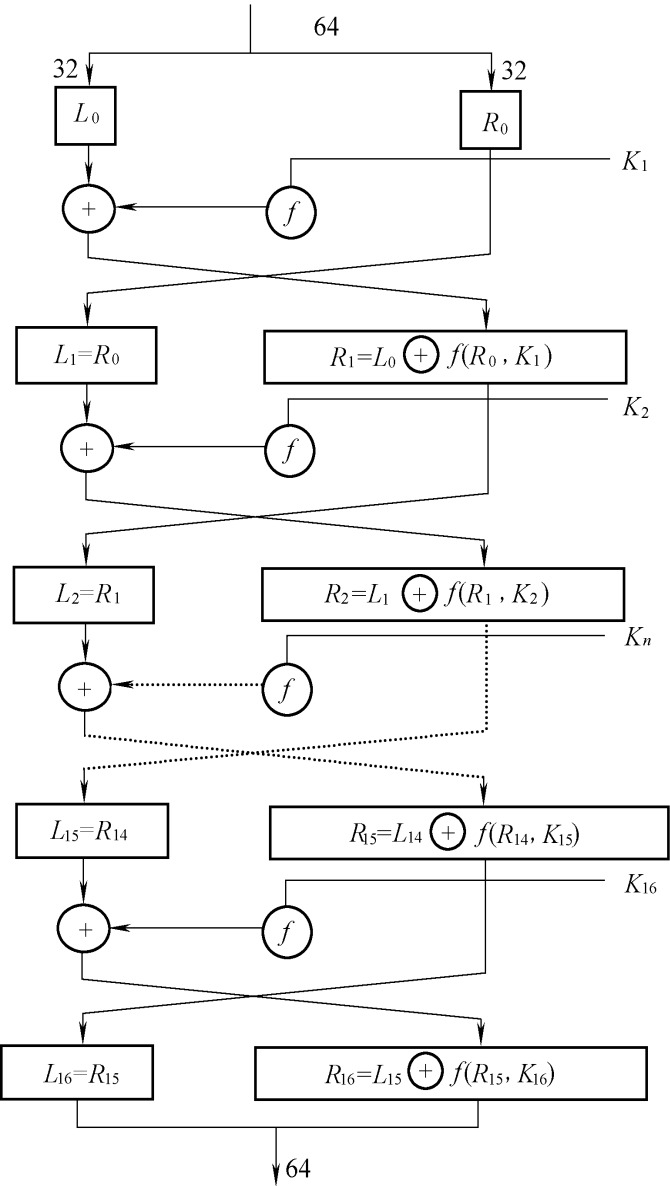 64
32 32
L0 R0
K1
+ f
L1=R0 R1=L0 + f(R0 , K1)
K2
+ f
L2=R1 R2=L1 + f(R1 , K2)
Kn
+ f
L15=R14 R15=L14 + f(R14, K15)
K16
+ f
L16=R15 R16=L15 + f(R15, K16)
64